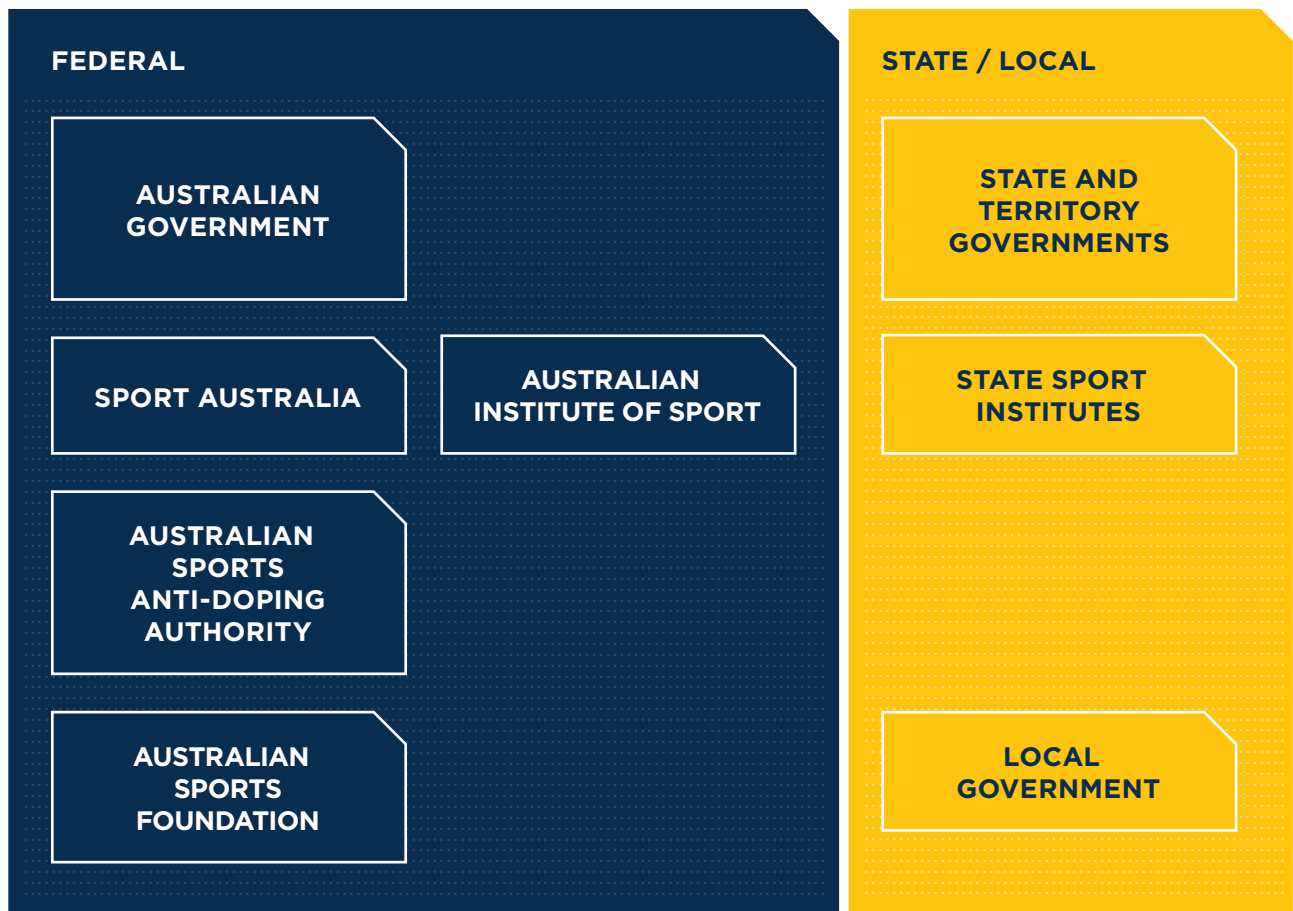 FEDERAL
AUSTRALIAN
GOVERNMENT
SPORT AUSTRALIA
AUSTRALIAN
INSTITUTE OF SPORT
AUSTRALIAN
SPORTS
ANTI-DOPING
AUTHORITY
AUSTRALIAN
SPORTS
FOUNDATION
STATE / LOCAL
STATE AND
TERRITORY
GOVERNMENTS
STATE SPORT
INSTITUTES
LOCAL
GOVERNMENT